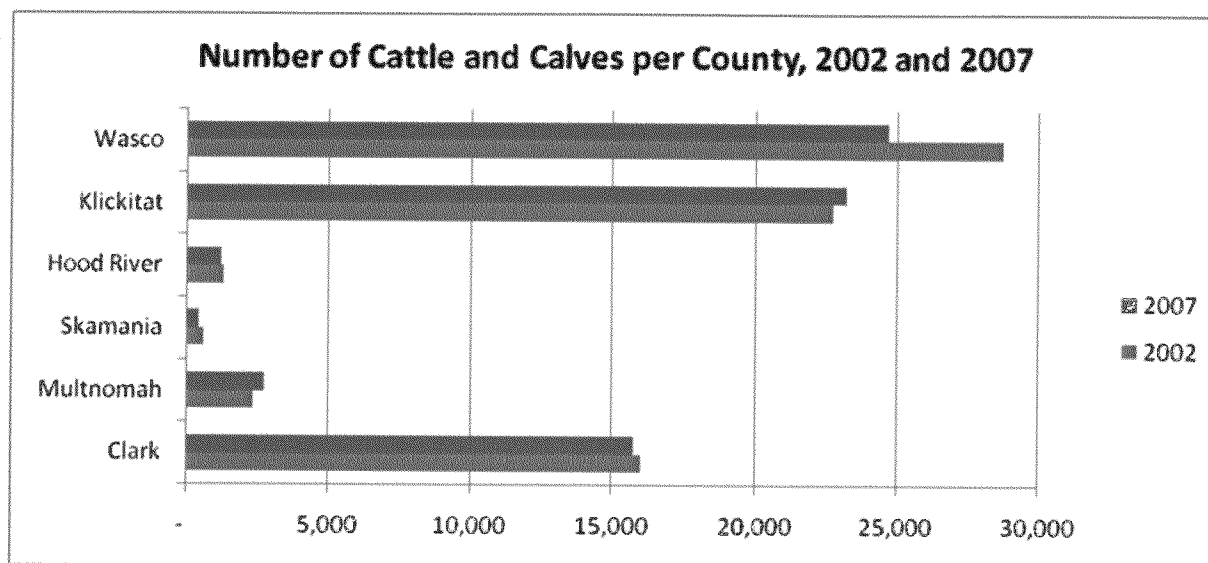 Number of Cattle and Calves per County, 2002 and 2007
Wasco
Klickitat
Hood River
Skamania
Multnomah
Clark
2007
2002
- 5,000 10,000 15,000 20,000 25,000 30,000